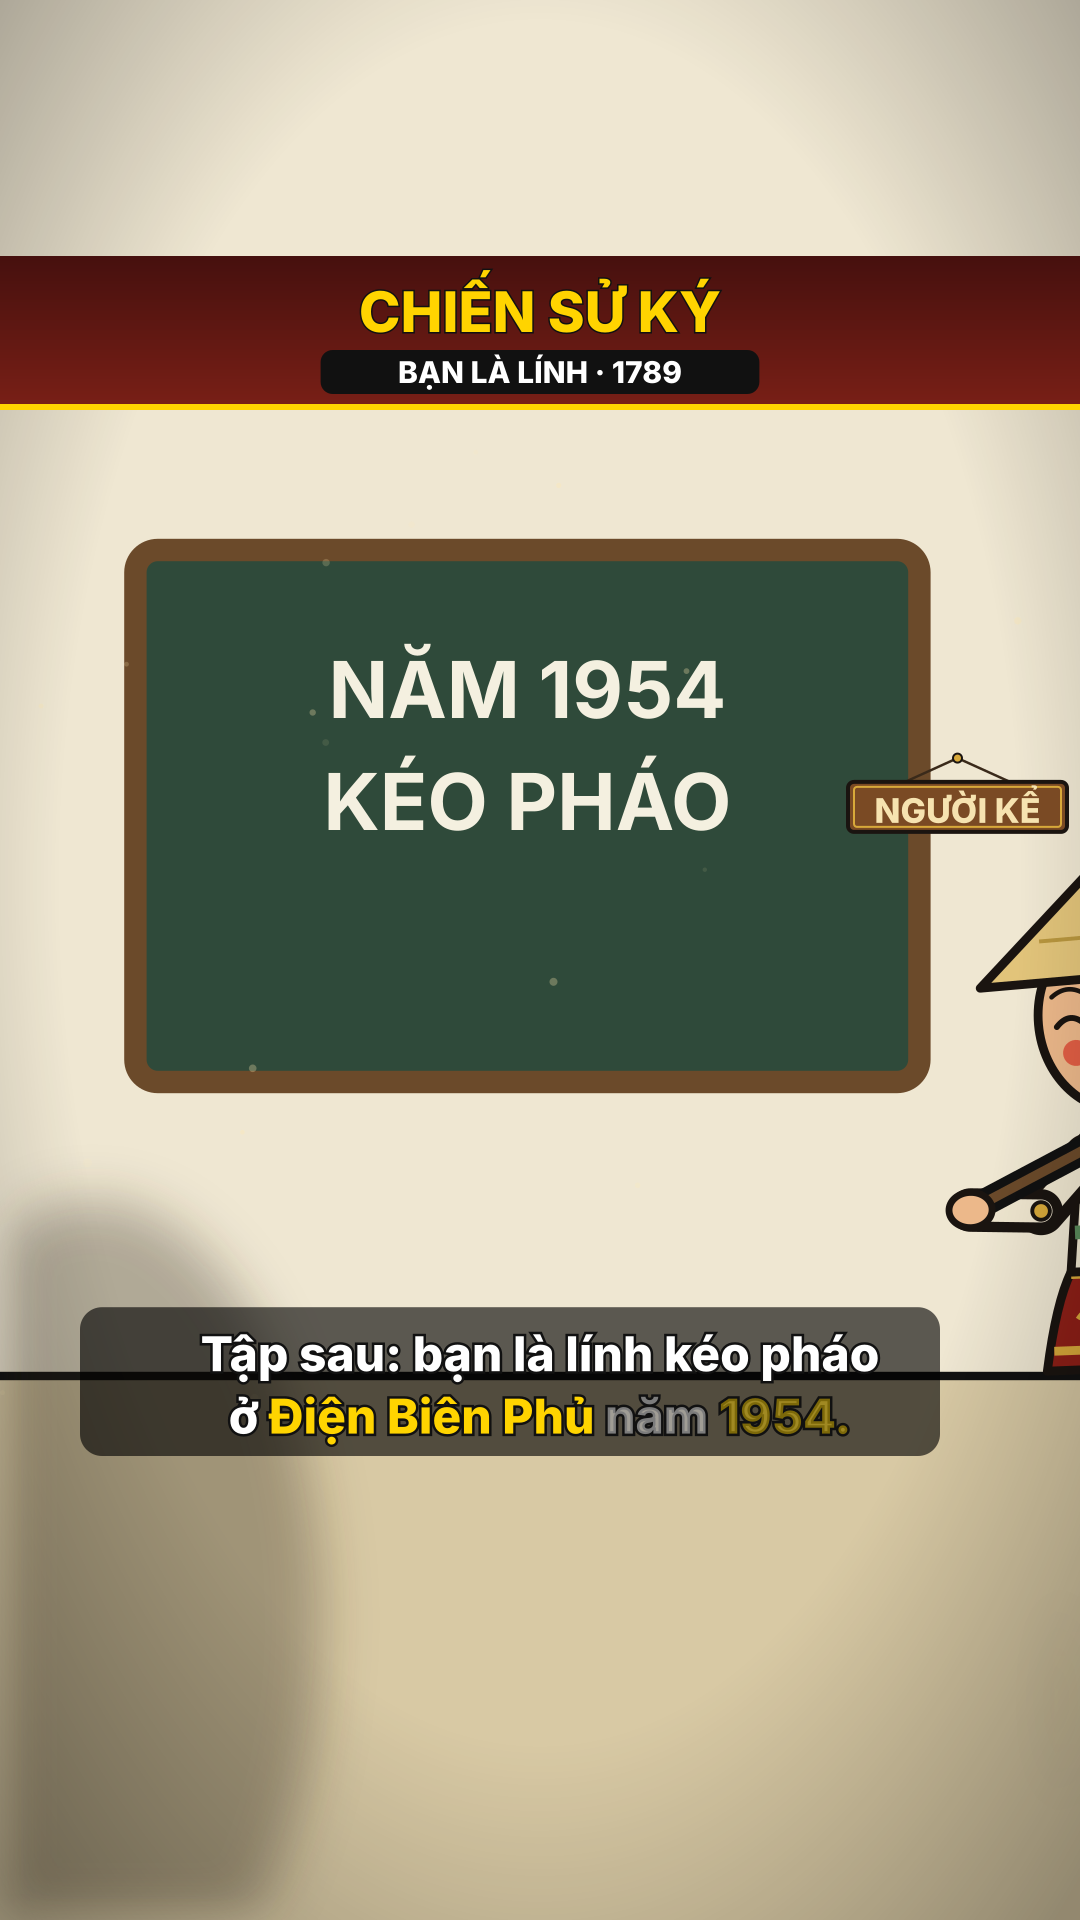 CHIẾN SỬ KÝ
BẠN LÀ LÍNH · 1789
NĂM 1954
KÉO PHÁO
NGƯỜI KỂ
Tập sau: bạn là lính kéo pháo
ở Điện Biên Phủ năm 1954.